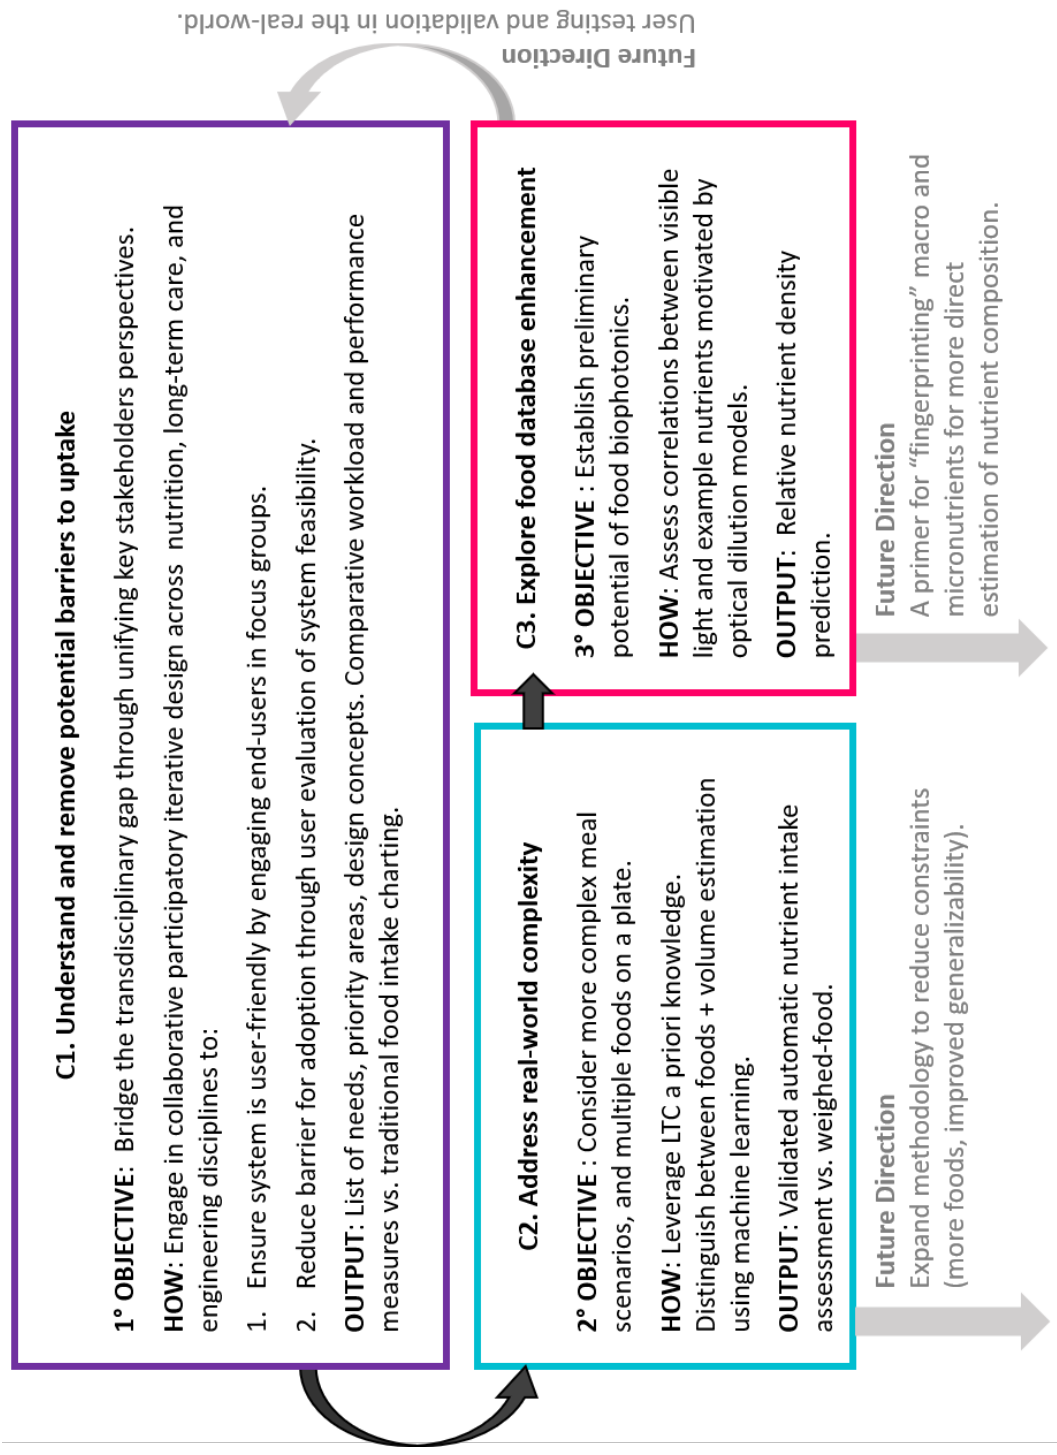 C1. Understand and remove potential barriers to uptake
1° OBJECTIVE: Bridge the transdisciplinary gap through unifying key stakeholders perspectives.
HOW: Engage in collaborative participatory iterative design across nutrition, long-term care, and
engineering disciplines to:
1. Ensure system is user-friendly by engaging end-users in focus groups.
2. Reduce barrier for adoption through user evaluation of system feasibility.
OUTPUT: List of needs, priority areas, design concepts. Comparative workload and performance
measures vs. traditional food intake charting.
C2. Address real-world complexity
2° OBJECTIVE : Consider more complex meal
scenarios, and multiple foods on a plate.
HOW: Leverage LTC a priori knowledge.
Distinguish between foods + volume estimation
using machine learning.
OUTPUT: Validated automatic nutrient intake
assessment vs. weighed-food.
Future Direction
Expand methodology to reduce constraints
(more foods, improved generalizability).
C3. Explore food database enhancement
3° OBJECTIVE : Establish preliminary
potential of food biophotonics.
HOW: Assess correlations between visible
light and example nutrients motivated by
optical dilution models.
OUTPUT: Relative nutrient density
prediction.
Future Direction
A primer for “fingerprinting” macro and
micronutrients for more direct
estimation of nutrient composition.
Future Direction
User testing and validation in the real-world.